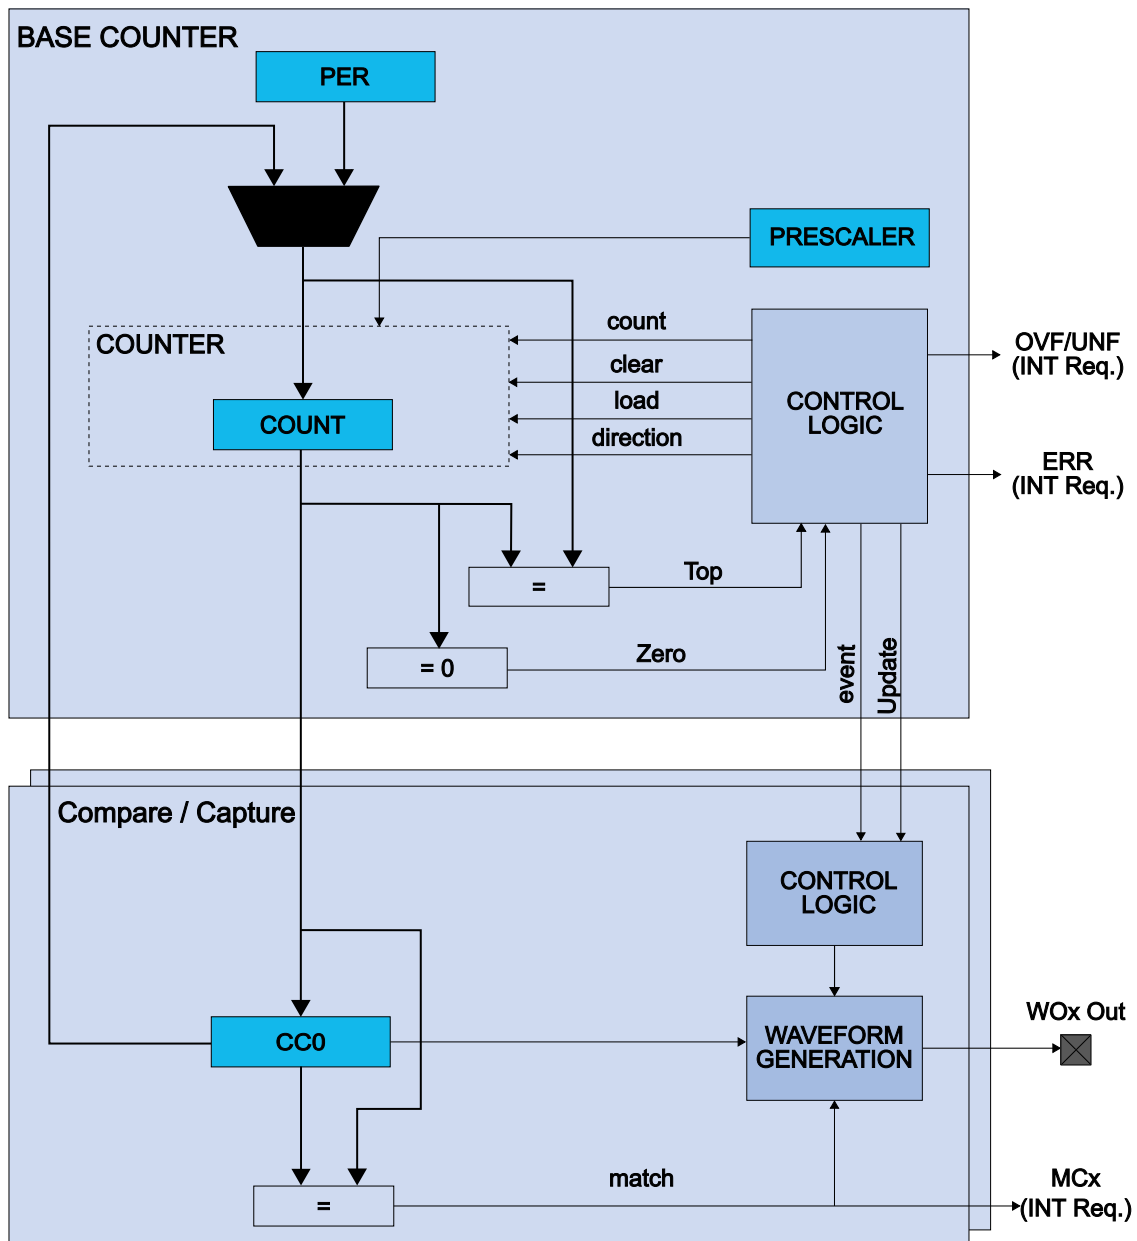 BASE COUNTER
PER
PRESCALER
COUNTER
count
clear
load
direction
COUNT
CONTROL
LOGIC
OVF/UNF
(INT Req.)
ERR
(INT Req.)
=
Top
= 0
Zero
event
Update
Compare / Capture
CONTROL
LOGIC
CC0
WAVEFORM
GENERATION
WOx Out
=
match
MCx
(INT Req.)